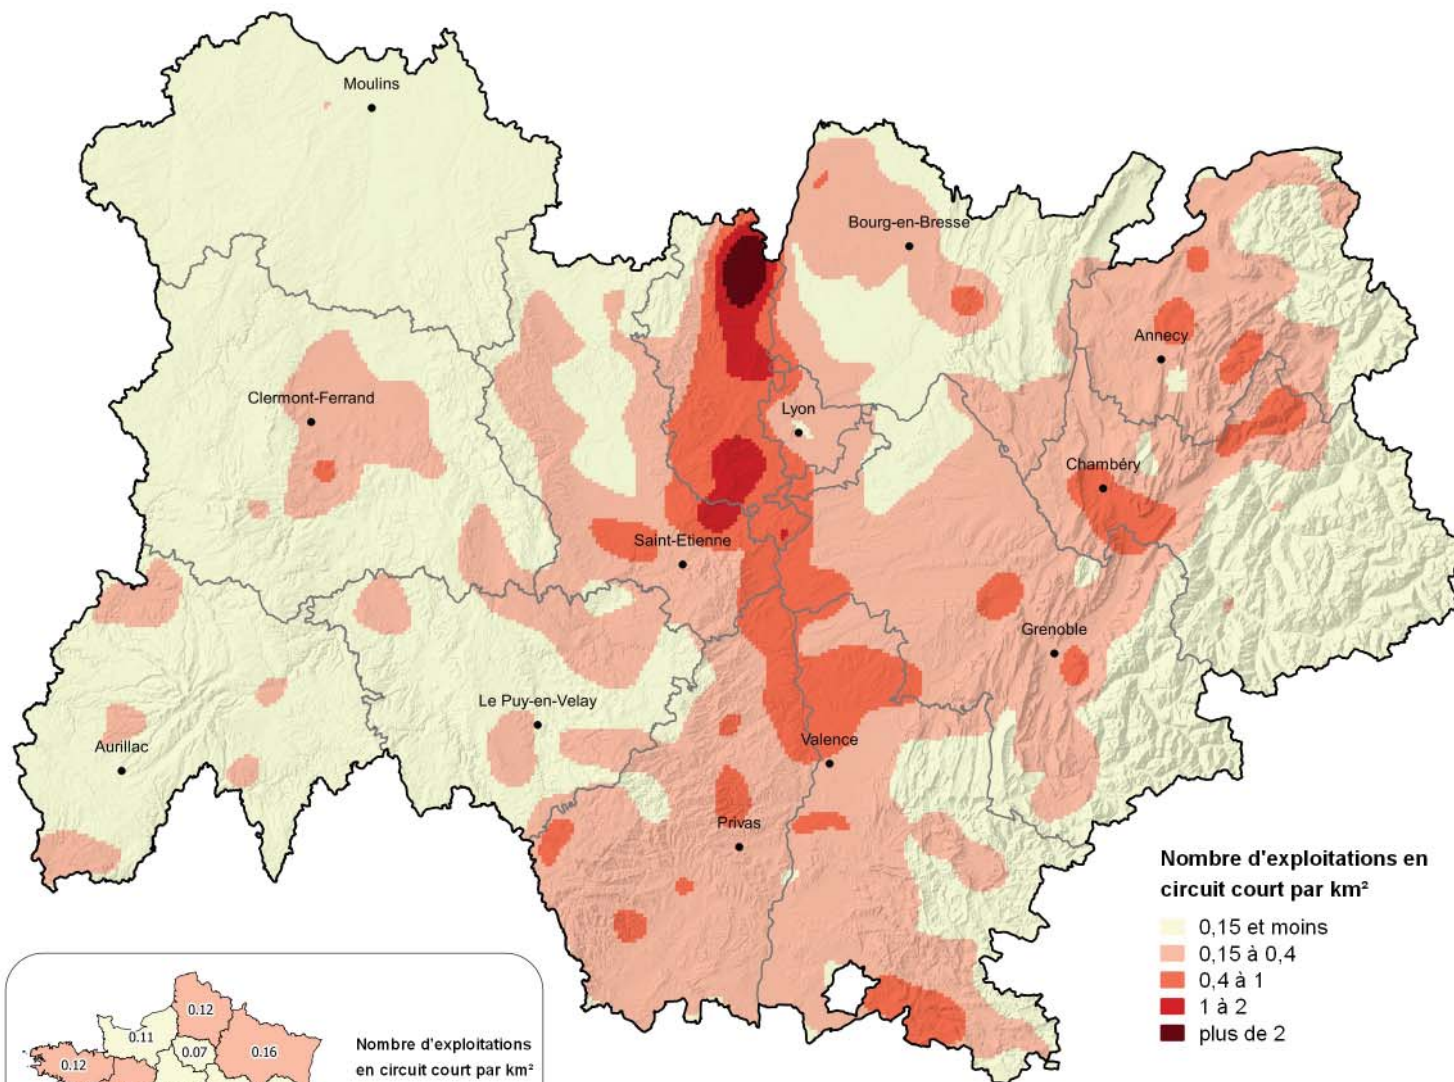 Moulins
Bourg-en-Bresse
Annecy
Clermont-Ferrand
Lyon
Chambéry
Saint-Etienne
Grenoble
Le Puy-en-Velay
Aurillac
Valence
Privas
Nombre d'exploitations en
circuit court par km²
0,15 et moins
0,15 à 0,4
0,4 à 1
1 à 2
plus de 2
0.12
0.11
0.07
0.16
0.12
Nombre d'exploitations
en circuit court par km²